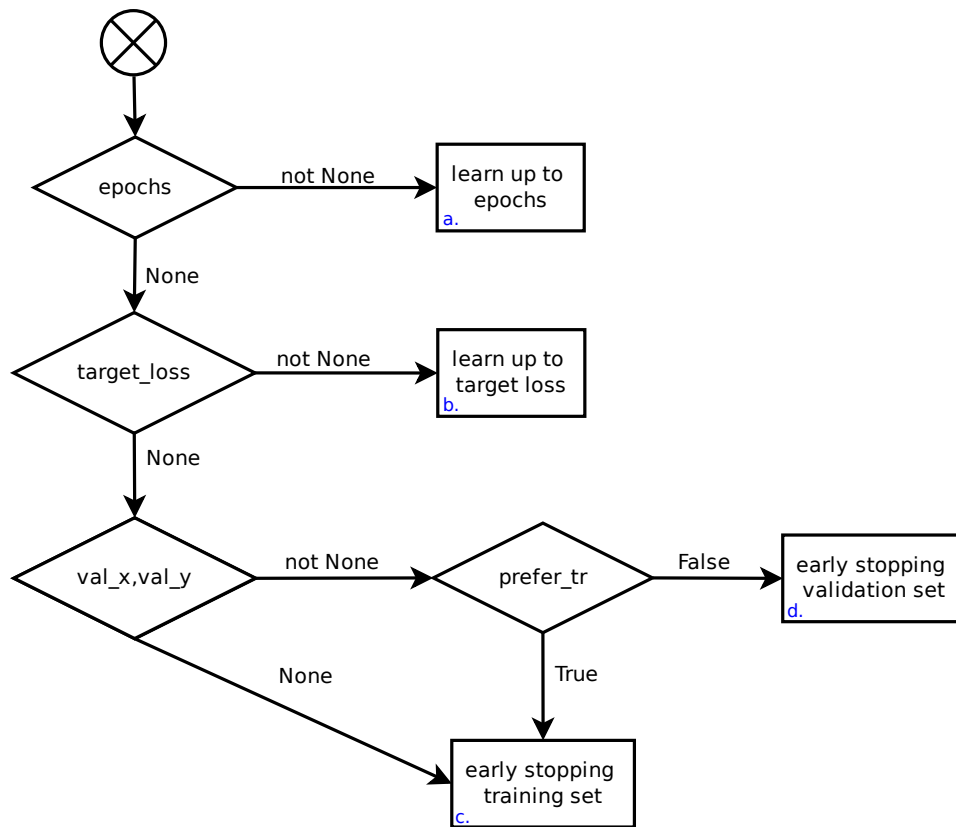 epochs
not None
learn up to
epochs
a.
None
target_loss
not None
learn up to
target loss
b.
None
val_x,val_y
not None
prefer_tr
False
early stopping
validation set
d.
None
True
early stopping
training set
c.